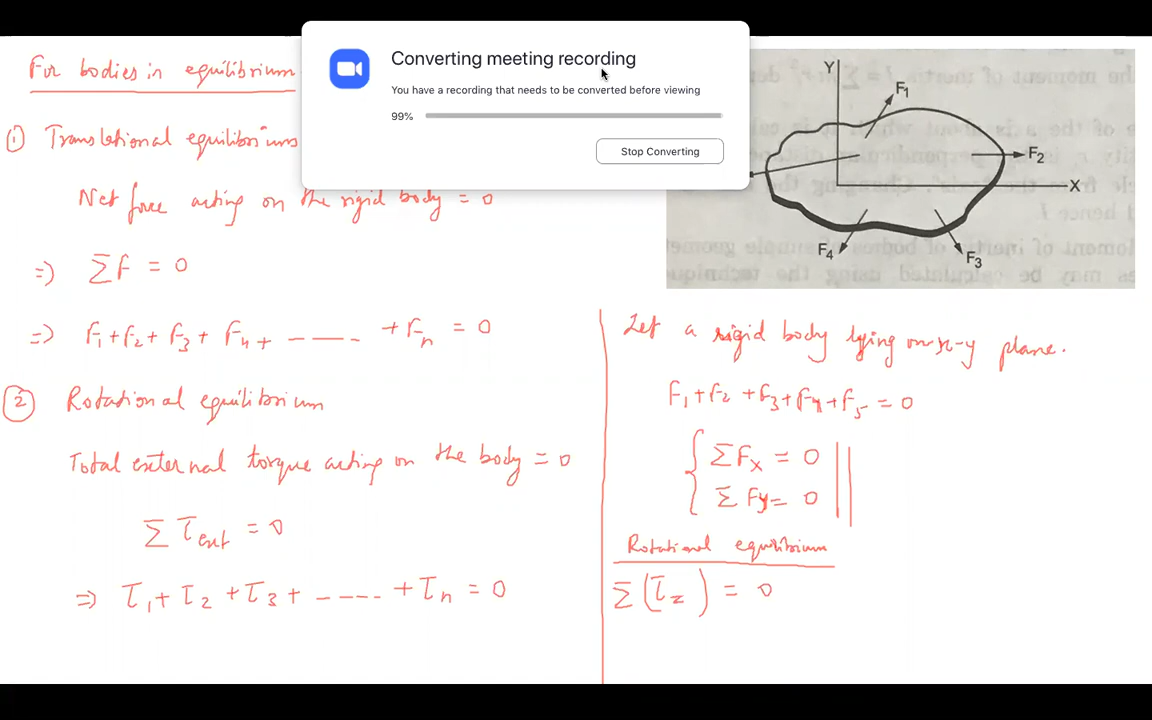 Converting meeting recording
You have a recording that needs to be converted before viewing
99%
Stop Converting
For bodies in equilibrium
① Translational equilibrium
Net force acting on the rigid body = 0
=) ΣF = 0
=) F₁+F₂+F₃+F₄+ ---- +Fₙ = 0
② Rotational equilibrium
Total external torque acting on the body = 0
Στext = 0
=) τ₁+τ₂+τ₃+ ---- +τₙ = 0
Y
F₁
F₂
X
F₄
F₃
Let a rigid body lying on x-y plane.
F₁+F₂+F₃+F₄+F₅ = 0
ΣFx = 0
ΣFy = 0
Rotational equilibrium
Σ(τz) = 0